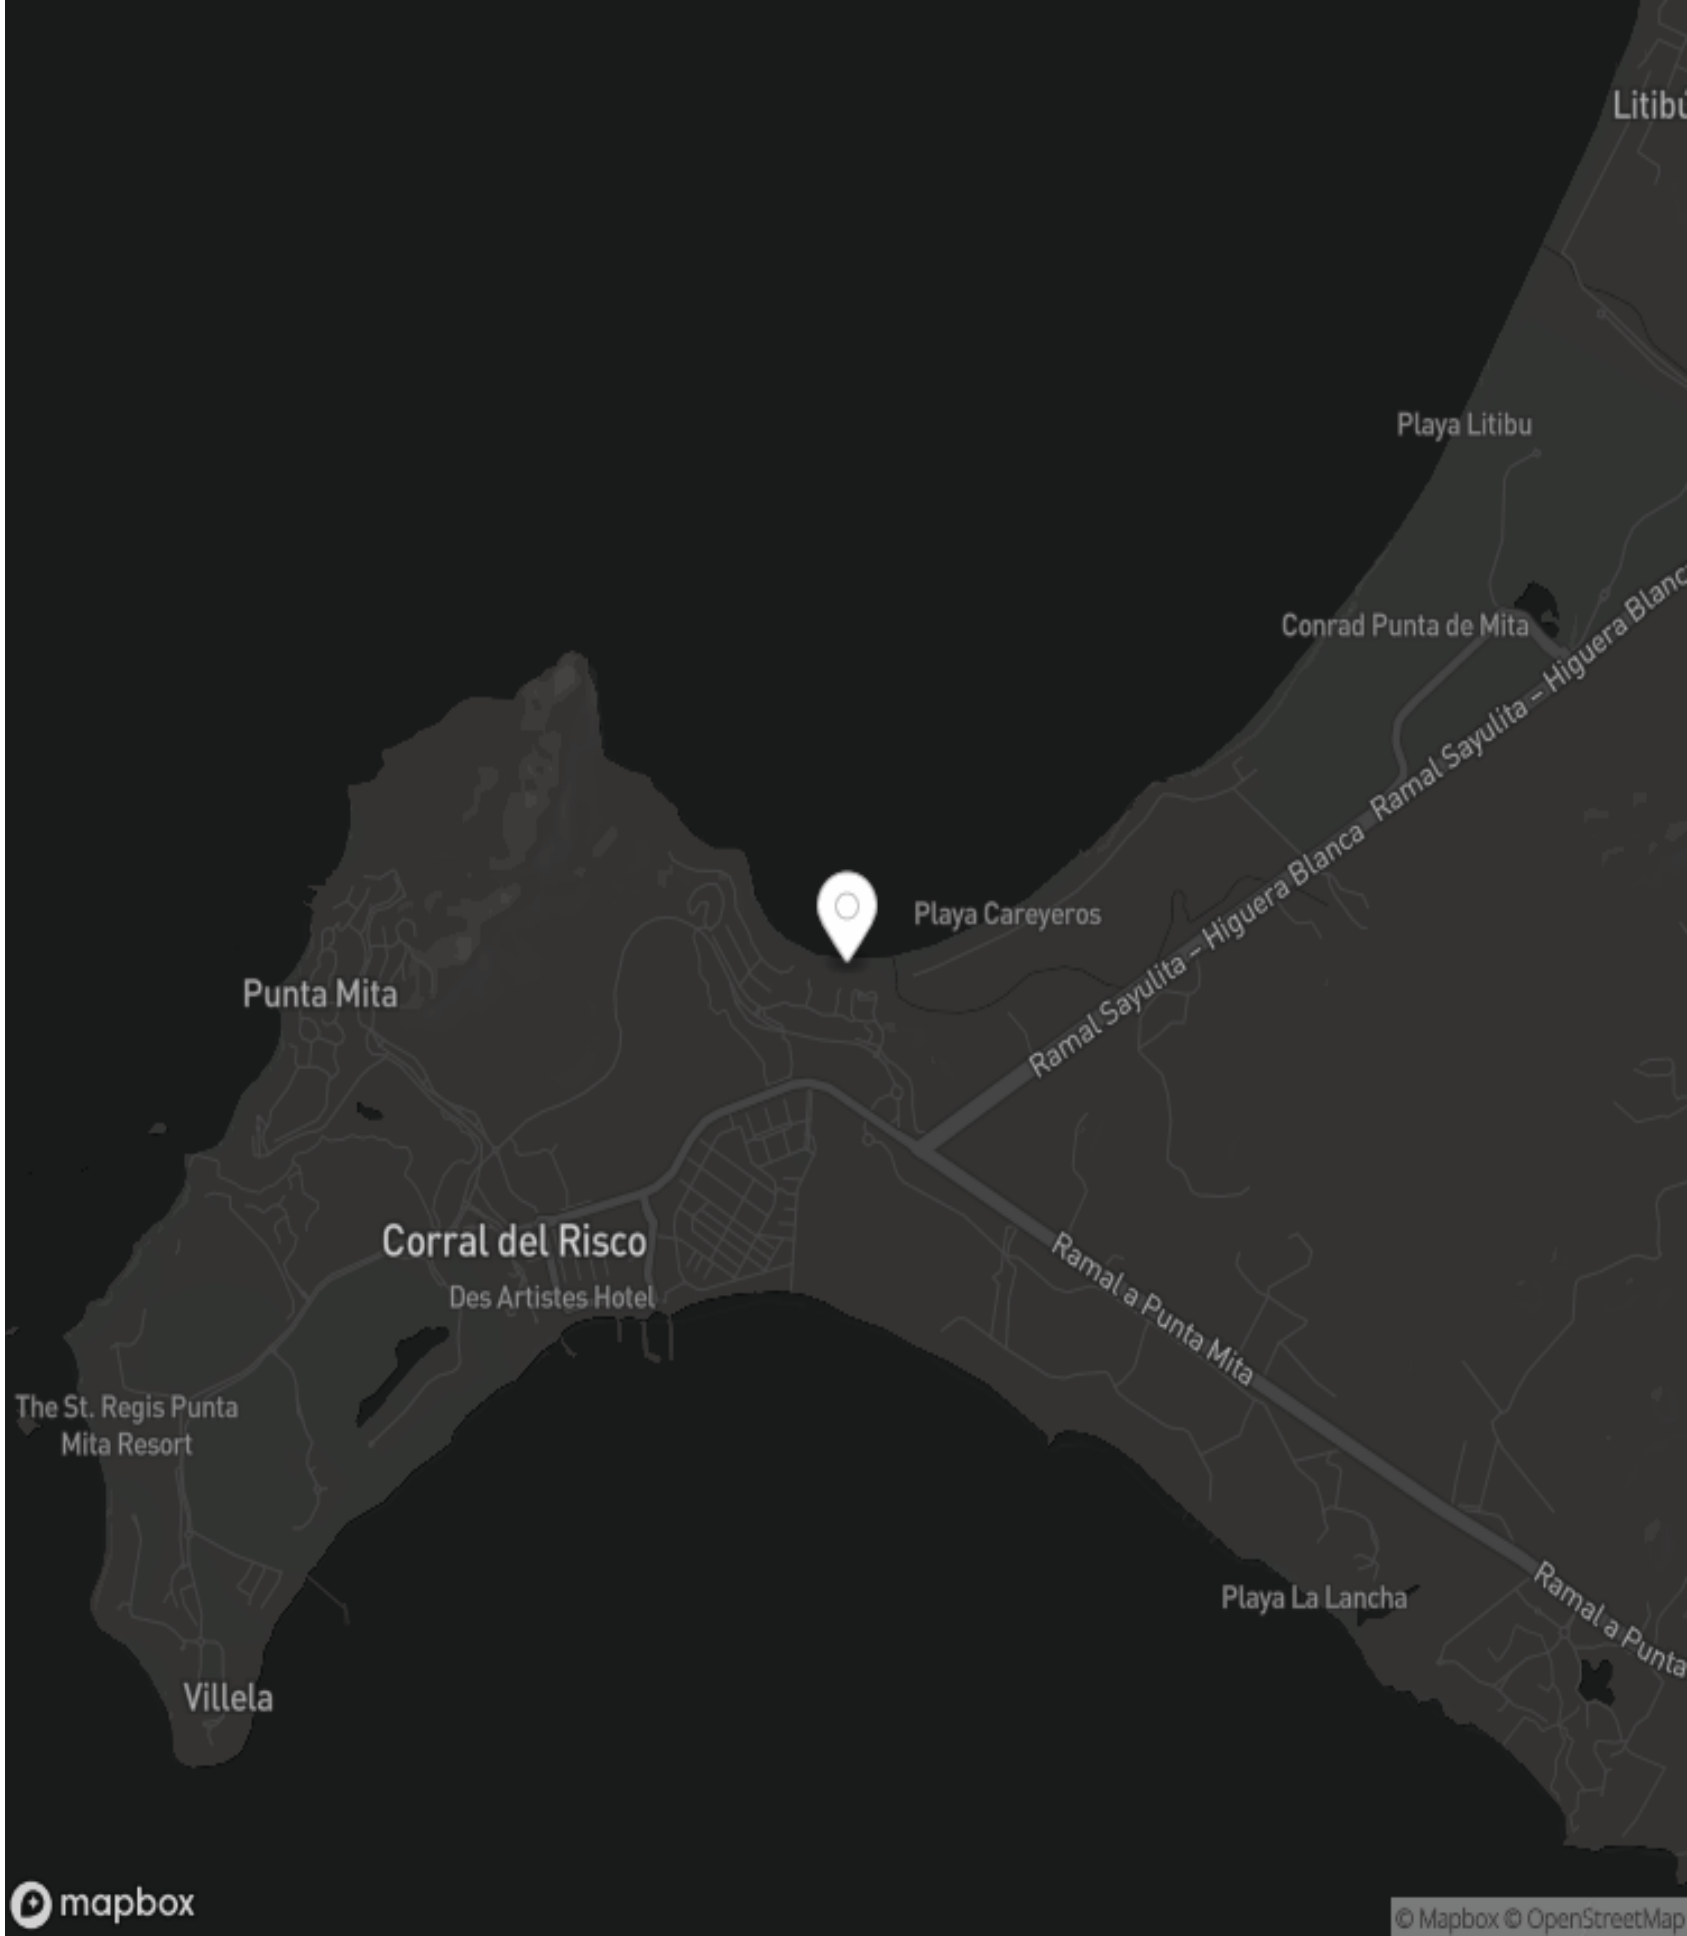 Litibú
Playa Litibu
Conrad Punta de Mita
Ramal Sayulita – Higuera Blanc
Ramal Sayulita – Higuera Blanca
Playa Careyeros
Punta Mita
Corral del Risco
Des Artistes Hotel
Ramal a Punta Mita
The St. Regis Punta
Mita Resort
Playa La Lancha
Ramal a Punta
Villela
mapbox
© Mapbox © OpenStreetMap